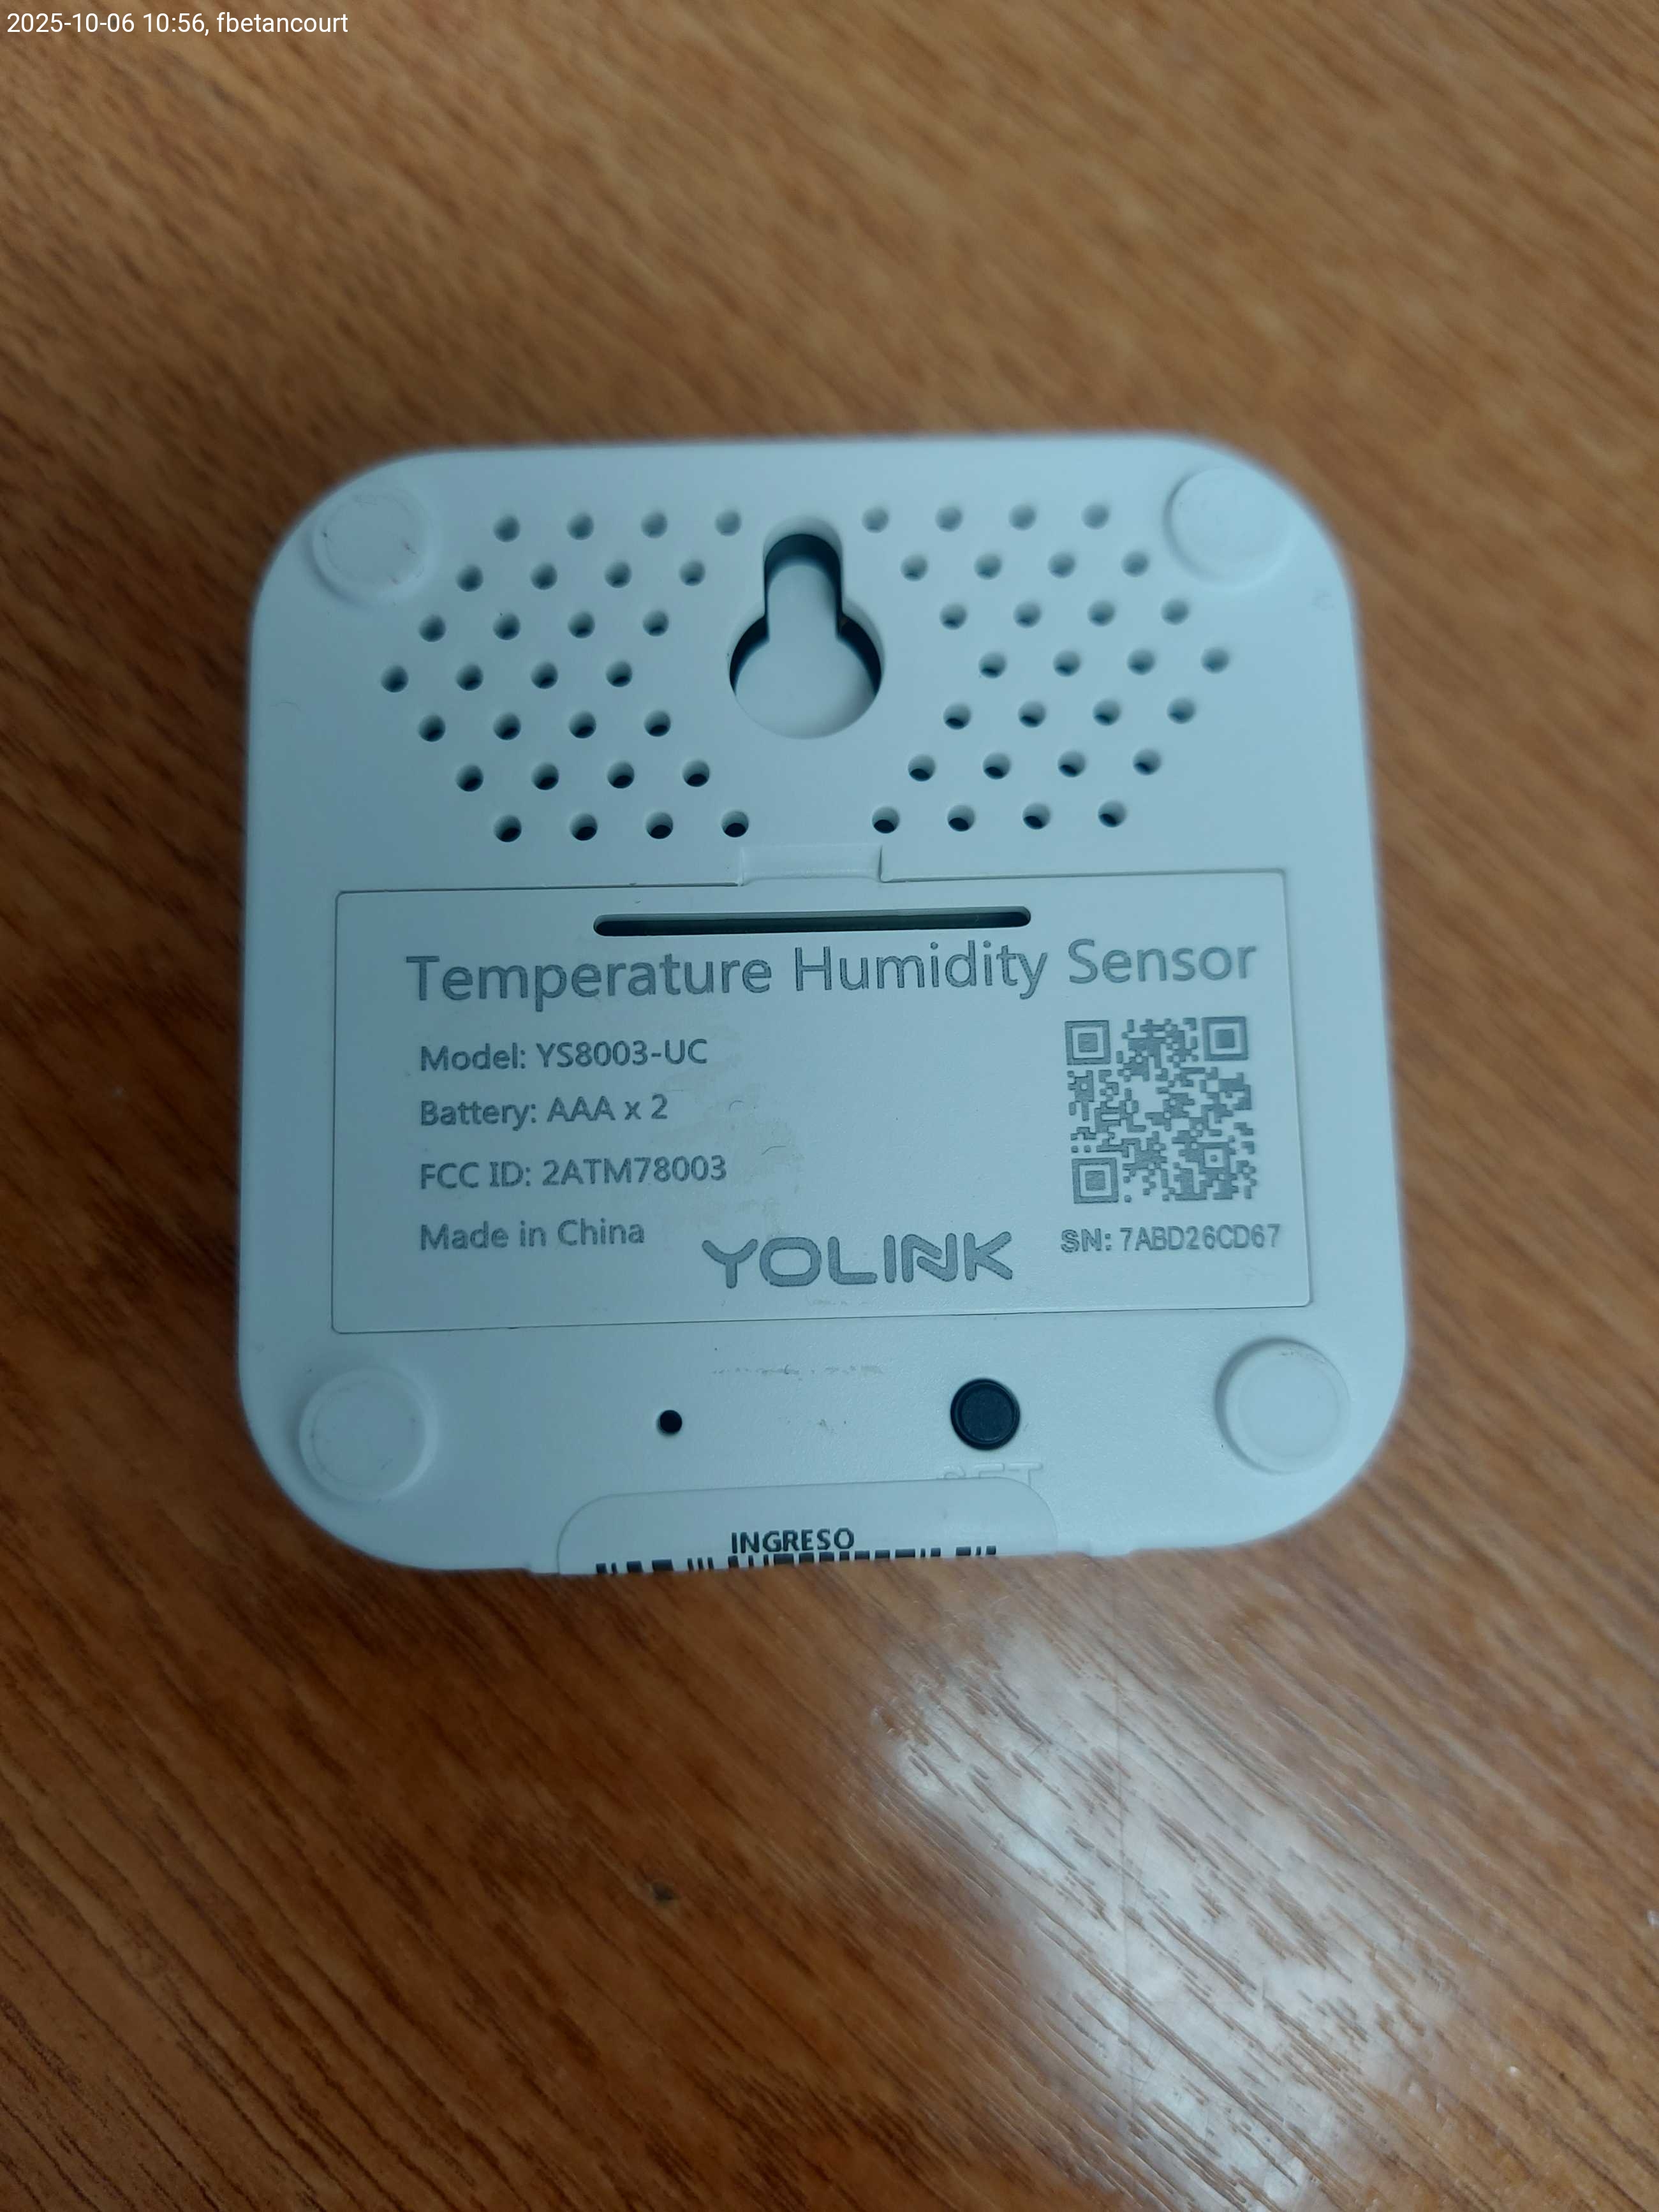 2025-10-06 10:56, fbetancourt
Temperature Humidity Sensor
Model: YS8003-UC
Battery: AAA x 2
FCC ID: 2ATM78003
Made in China
YOLINK
SN: 7ABD26CD67
INGRESO